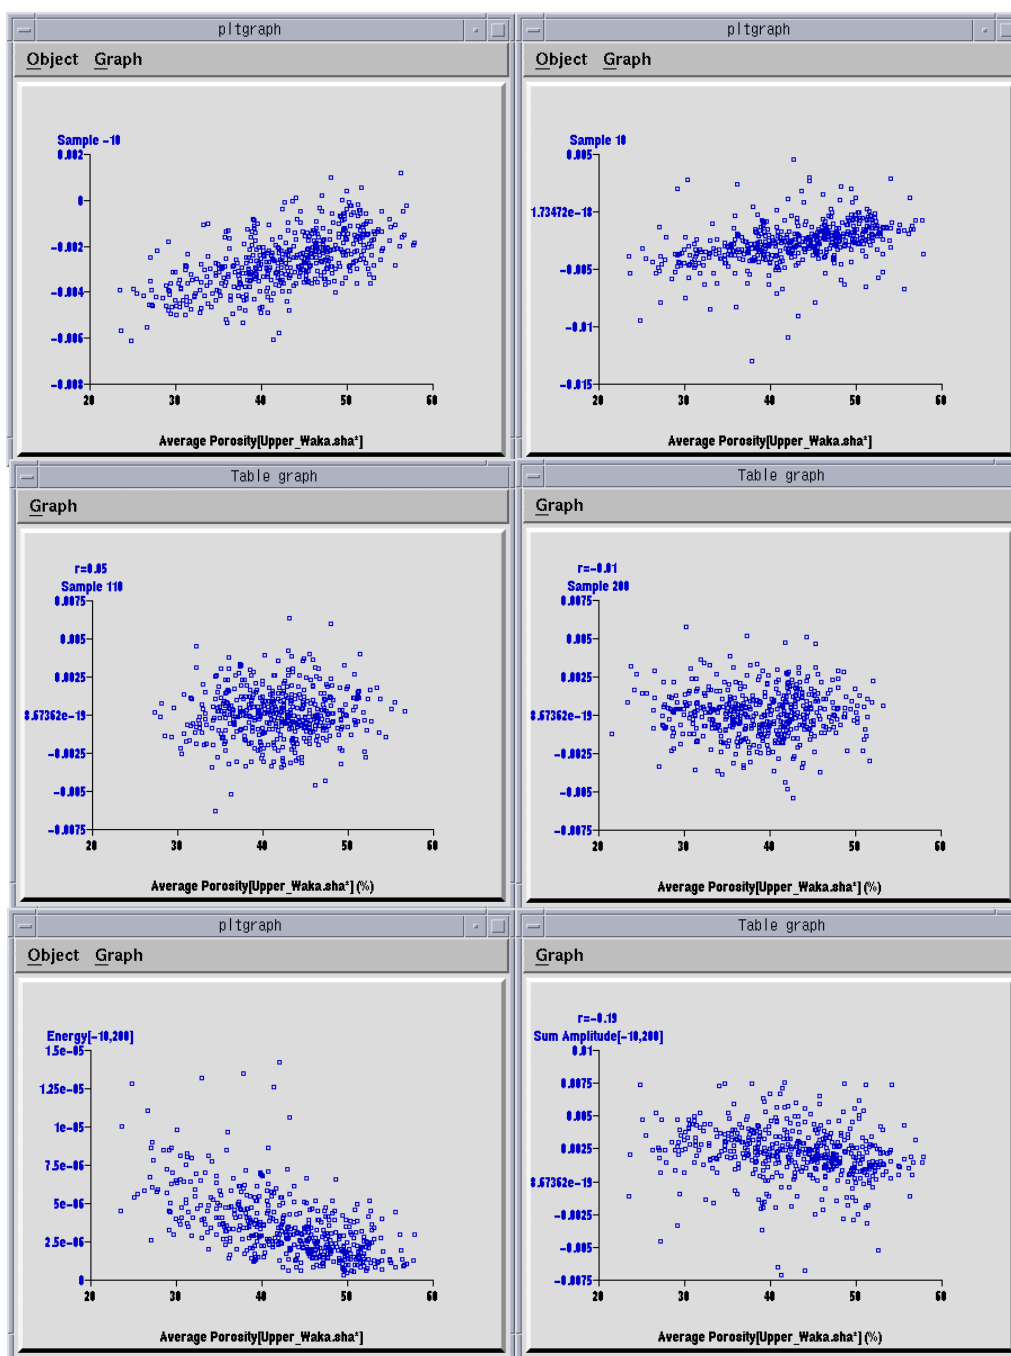 pltgraph
Object Graph
Sample -10
0.002
0
-0.002
-0.004
-0.006
-0.008
20 30 40 50 60
Average Porosity[Upper_Waka.sha*]
pltgraph
Object Graph
Sample 10
0.005
1.73472e-18
-0.005
-0.01
-0.015
20 30 40 50 60
Average Porosity[Upper_Waka.sha*]
Table graph
Graph
r=0.05
Sample 110
0.0075
0.005
0.0025
8.67362e-19
-0.0025
-0.005
-0.0075
20 30 40 50 60
Average Porosity[Upper_Waka.sha*] (%)
Table graph
Graph
r=-0.01
Sample 200
0.0075
0.005
0.0025
8.67362e-19
-0.0025
-0.005
-0.0075
20 30 40 50 60
Average Porosity[Upper_Waka.sha*] (%)
pltgraph
Object Graph
Energy[-10,200]
1.5e-05
1.25e-05
1e-05
7.5e-06
5e-06
2.5e-06
0
20 30 40 50 60
Average Porosity[Upper_Waka.sha*]
Table graph
Graph
r=-0.19
Sum Amplitude[-10,200]
0.01
0.0075
0.005
0.0025
8.67362e-19
-0.0025
-0.005
-0.0075
20 30 40 50 60
Average Porosity[Upper_Waka.sha*] (%)